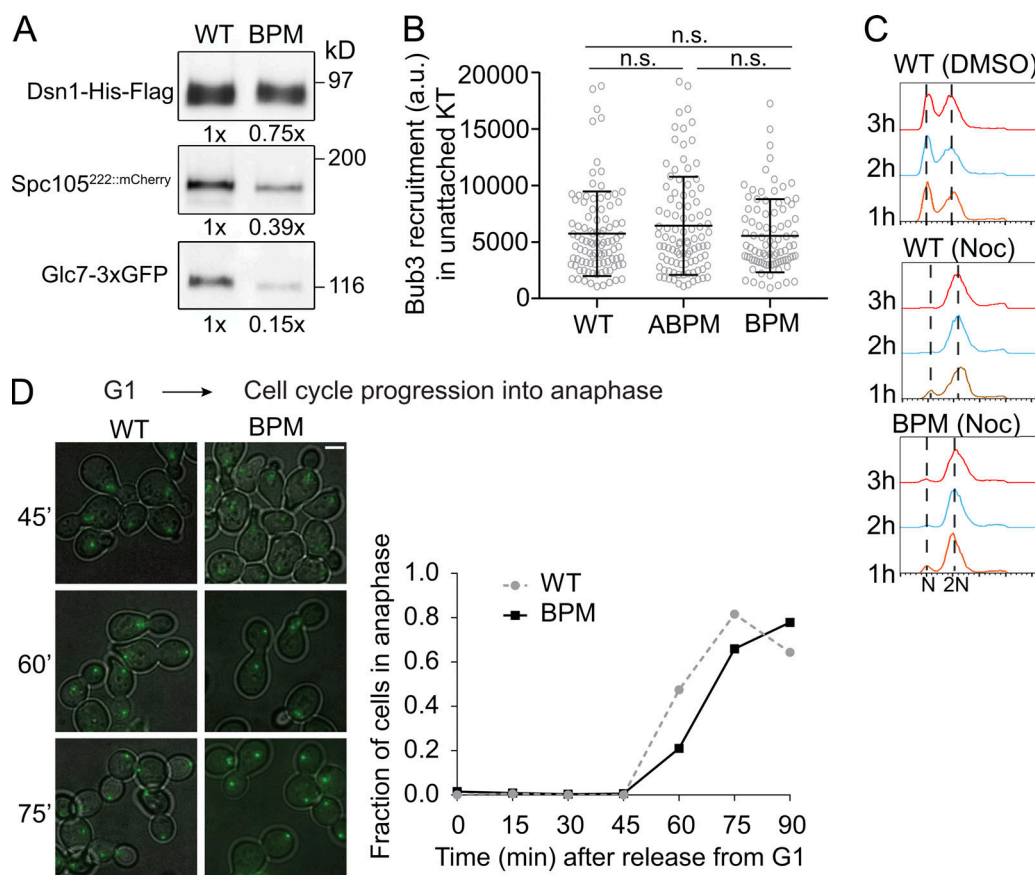 A
WT BPM kD
Dsn1-His-Flag
97
1x 0.75x
200
Spc105222::mCherry
1x 0.39x
Glc7-3xGFP
116
1x 0.15x
B
n.s.
n.s. n.s.
Bub3 recruitment (a.u.)
in unattached KT
20000
15000
10000
5000
0
WT ABPM BPM
C
WT (DMSO)
3h
2h
1h
WT (Noc)
3h
2h
1h
BPM (Noc)
3h
2h
1h
N 2N
D
G1 → Cell cycle progression into anaphase
WT BPM
45’
60’
75’
Fraction of cells in anaphase
1.0
0.8
0.6
0.4
0.2
0.0
WT
BPM
0 15 30 45 60 75 90
Time (min) after release from G1